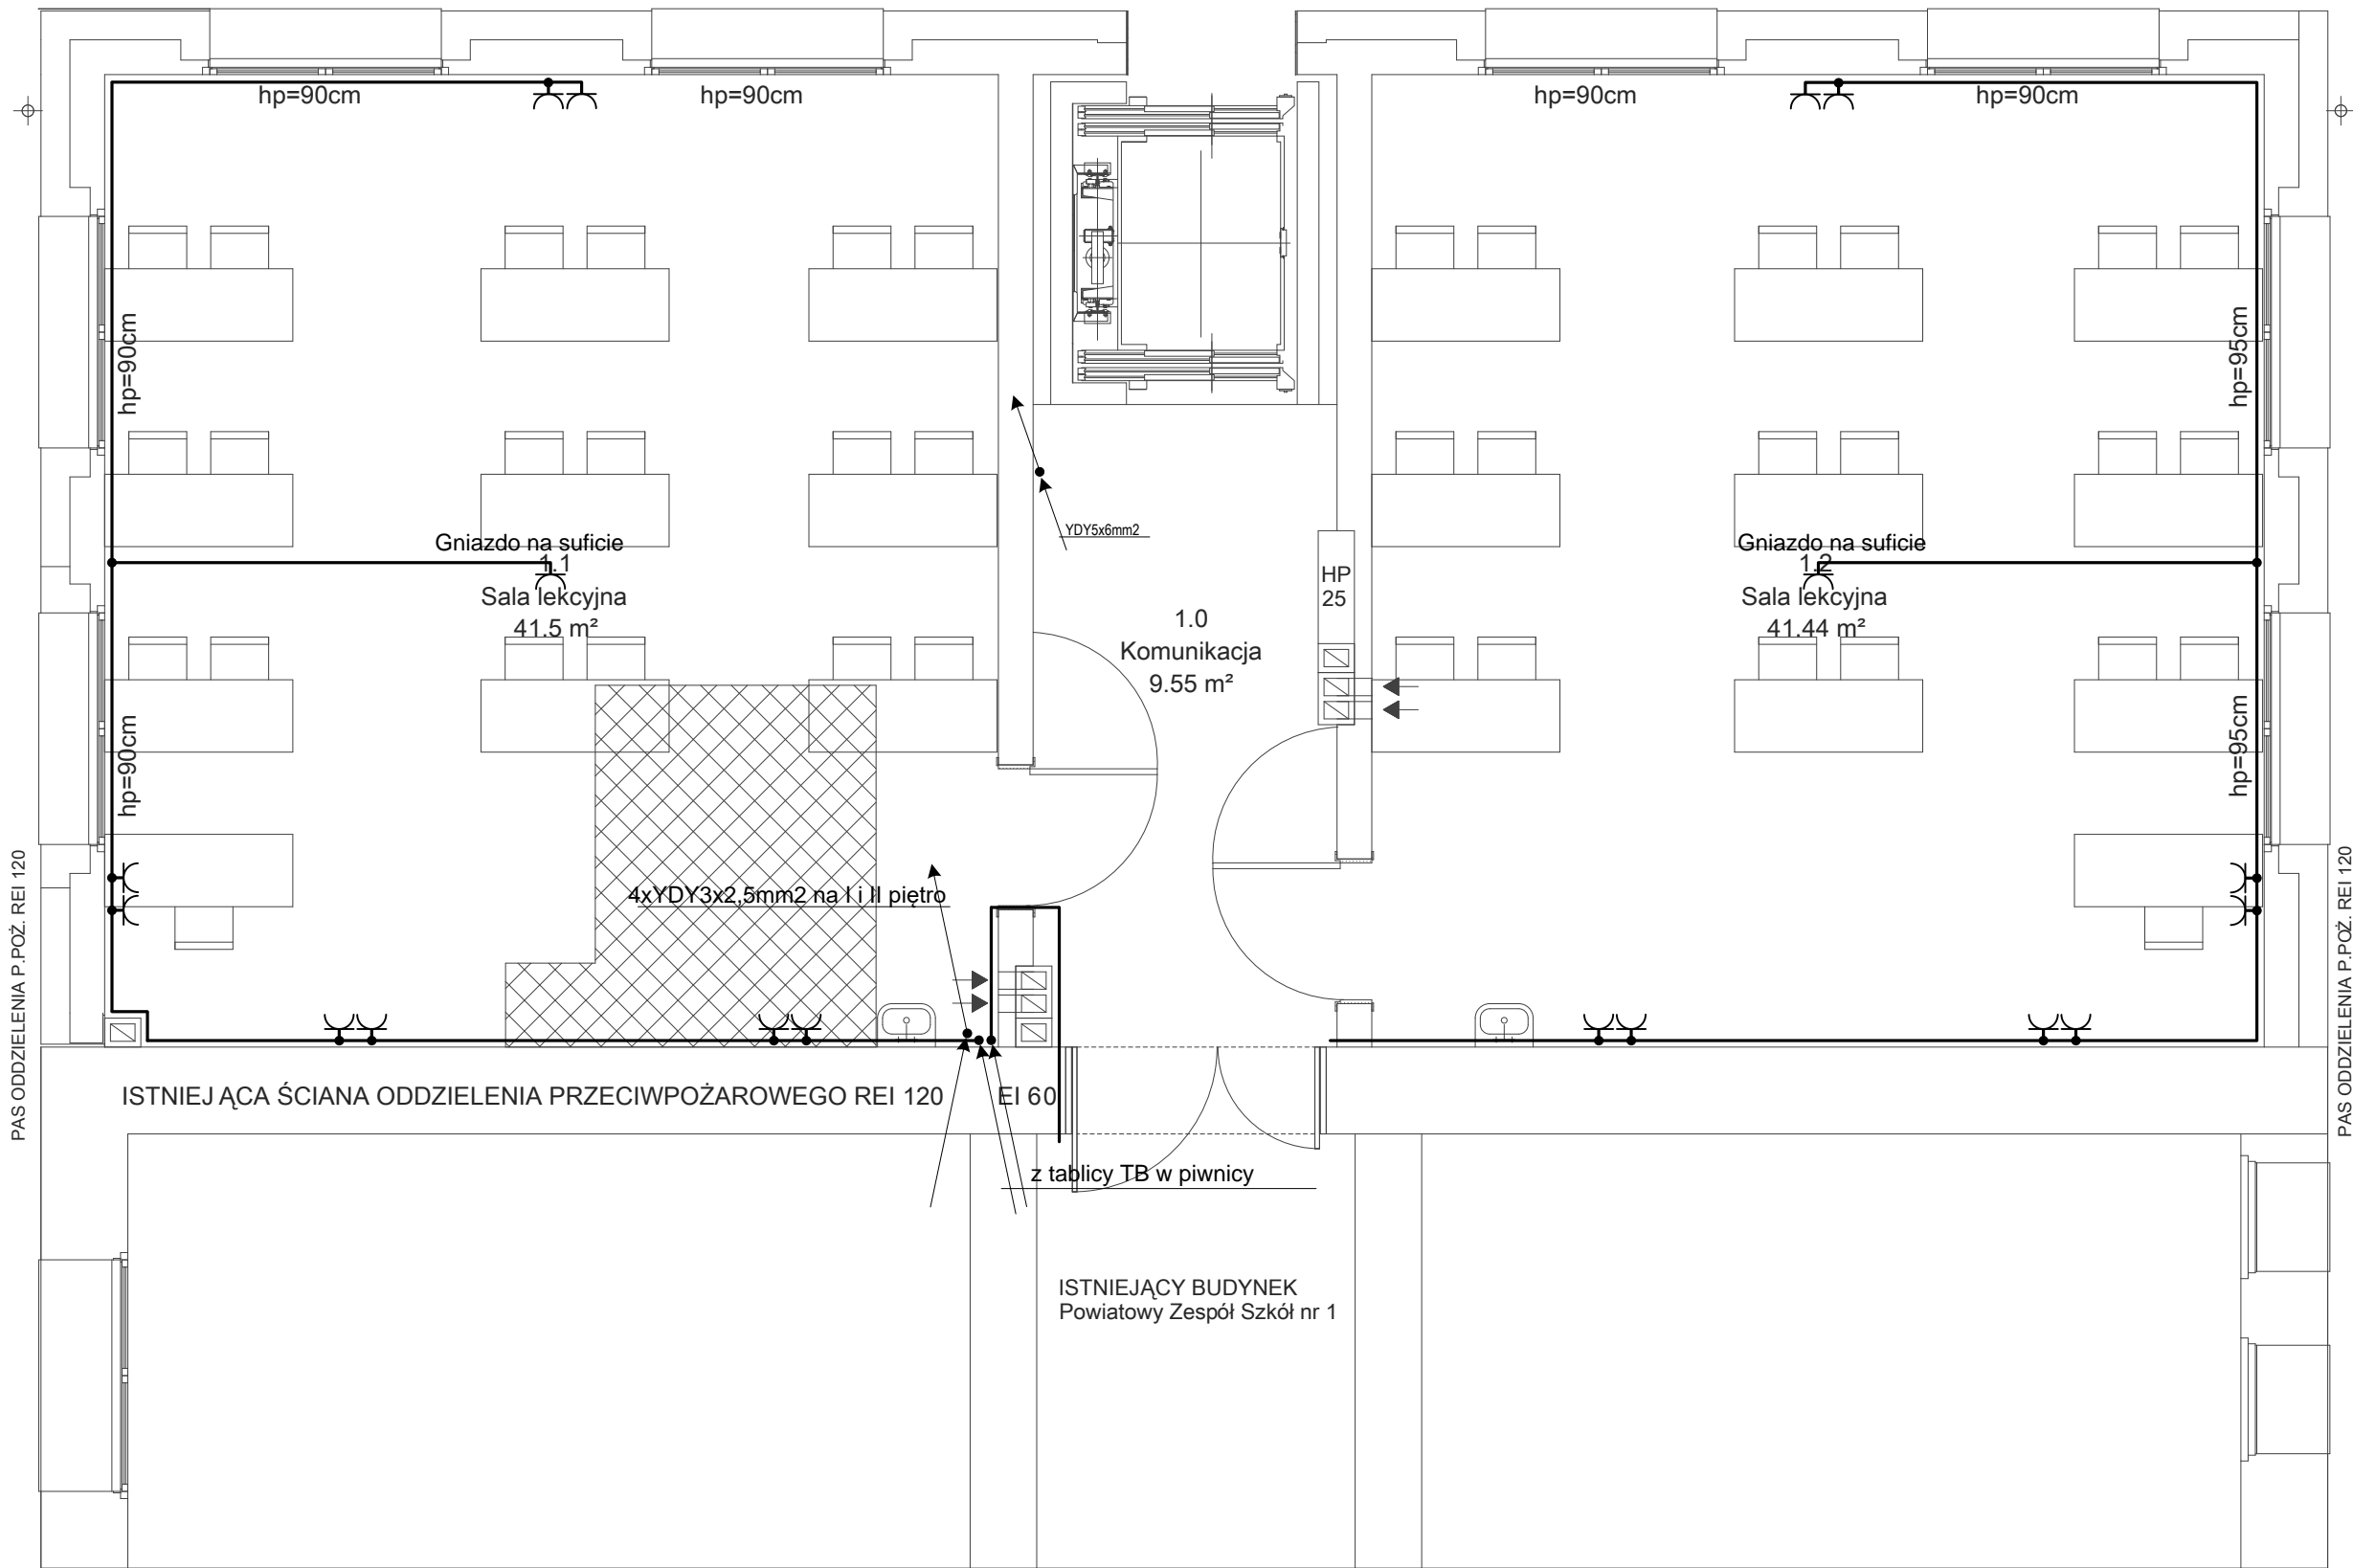 hp=90cm
hp=90cm
hp=90cm
hp=90cm
hp=90cm
hp=95cm
YDY5x6mm2
Gniazdo na suficie
1.1
Sala lekcyjna
41.5 m²
HP
25
1.0
Komunikacja
9.55 m²
Gniazdo na suficie
1.2
Sala lekcyjna
41.44 m²
hp=90cm
hp=95cm
PAS ODDZIELENIA P.POŻ. REI 120
4xYDY3x2,5mm2 na I i II piętro
PAS ODDZIELENIA P.POŻ. REI 120
ISTNIEJĄCA ŚCIANA ODDZIELENIA PRZECIWPOŻAROWEGO REI 120
EI 60
z tablicy TB w piwnicy
ISTNIEJĄCY BUDYNEK
Powiatowy Zespół Szkół nr 1